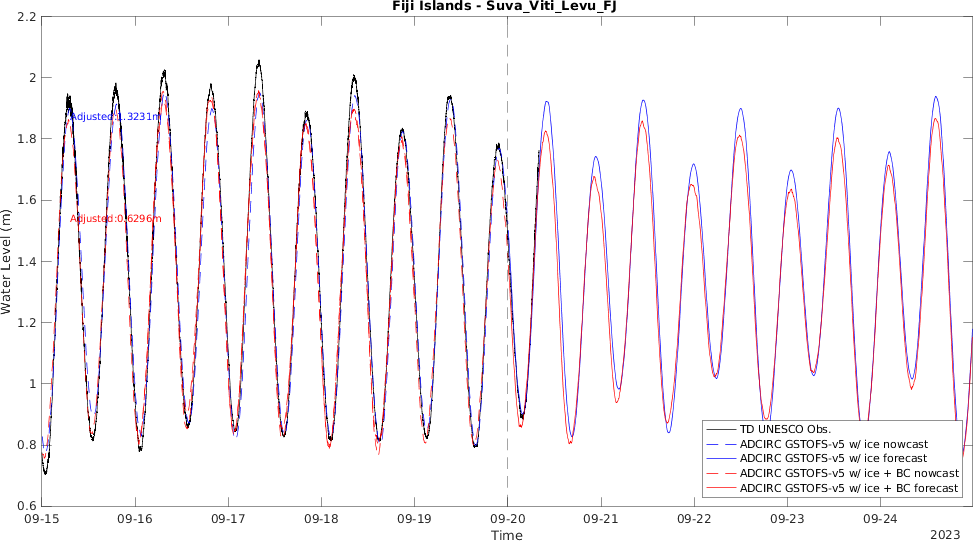 Fiji Islands - Suva_Viti_Levu_FJ
2.2
2
1.8
1.6
1.4
1.2
1
0.8
0.6
Water Level (m)
Adjusted:1.3231m
Adjusted:0.6296m
TD UNESCO Obs.
ADCIRC GSTOFS-v5 w/ ice nowcast
ADCIRC GSTOFS-v5 w/ ice forecast
ADCIRC GSTOFS-v5 w/ ice + BC nowcast
ADCIRC GSTOFS-v5 w/ ice + BC forecast
09-15 09-16 09-17 09-18 09-19 09-20 09-21 09-22 09-23 09-24
Time
2023